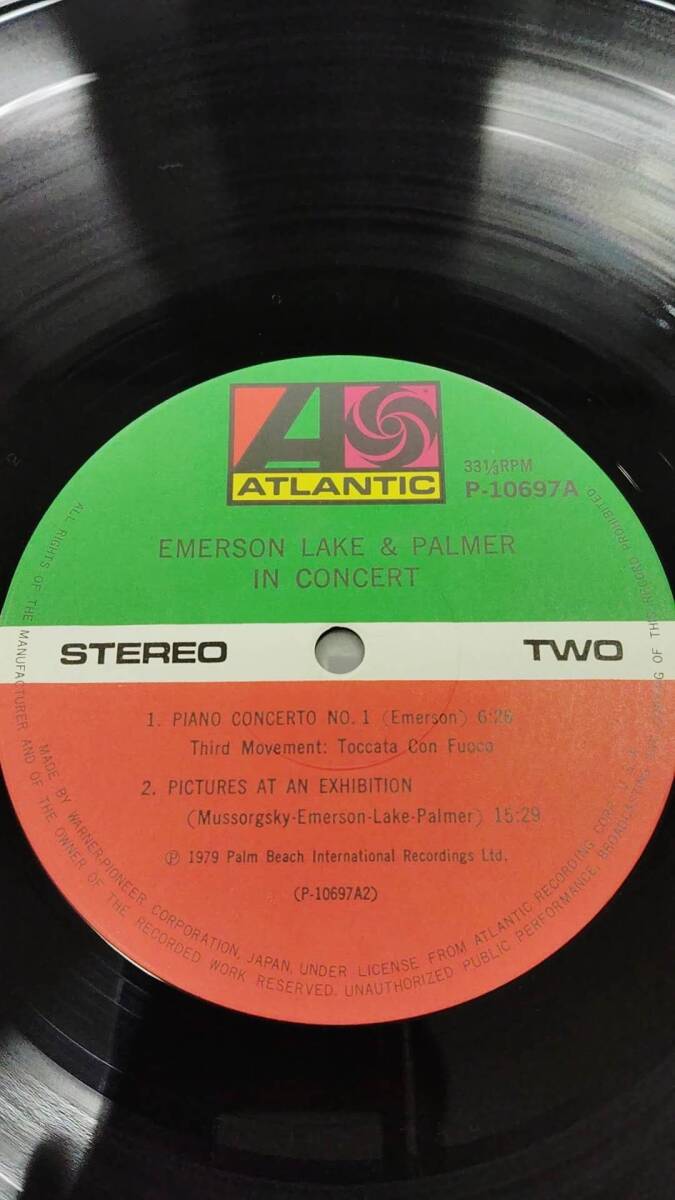 ATLANTIC
33⅓RPM
P-10697A
EMERSON LAKE & PALMER
IN CONCERT
STEREO
TWO
1. PIANO CONCERTO NO. 1 (Emerson) 6:26
Third Movement: Toccata Con Fuoco
2. PICTURES AT AN EXHIBITION
(Mussorgsky-Emerson-Lake-Palmer) 15:29
℗ 1979 Palm Beach International Recordings Ltd.
(P-10697A2)
MADE BY WARNER-PIONEER CORPORATION, JAPAN, UNDER LICENSE FROM ATLANTIC RECORDING CORP., U.S.A.
ALL RIGHTS OF THE MANUFACTURER AND OF THE OWNER OF THE RECORDED WORK RESERVED. UNAUTHORIZED PUBLIC PERFORMANCE, BROADCASTING OF THIS RECORD PROHIBITED.